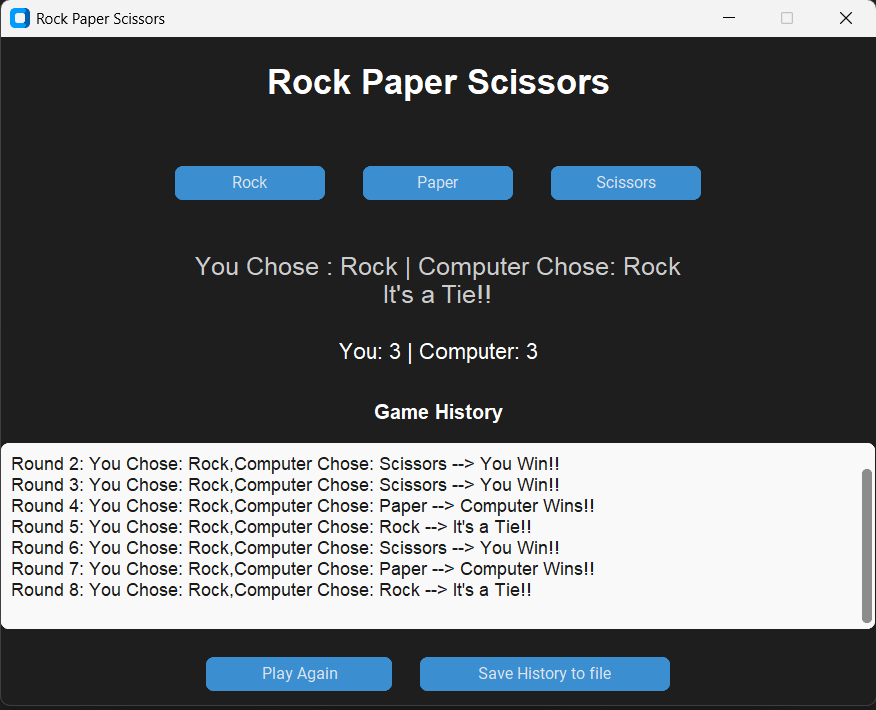 Rock Paper Scissors
Rock Paper Scissors
Rock Paper Scissors
You Chose : Rock | Computer Chose: Rock
It's a Tie!!
You: 3 | Computer: 3
Game History
Round 2: You Chose: Rock,Computer Chose: Scissors --> You Win!!
Round 3: You Chose: Rock,Computer Chose: Scissors --> You Win!!
Round 4: You Chose: Rock,Computer Chose: Paper --> Computer Wins!!
Round 5: You Chose: Rock,Computer Chose: Rock --> It's a Tie!!
Round 6: You Chose: Rock,Computer Chose: Scissors --> You Win!!
Round 7: You Chose: Rock,Computer Chose: Paper --> Computer Wins!!
Round 8: You Chose: Rock,Computer Chose: Rock --> It's a Tie!!
Play Again Save History to file